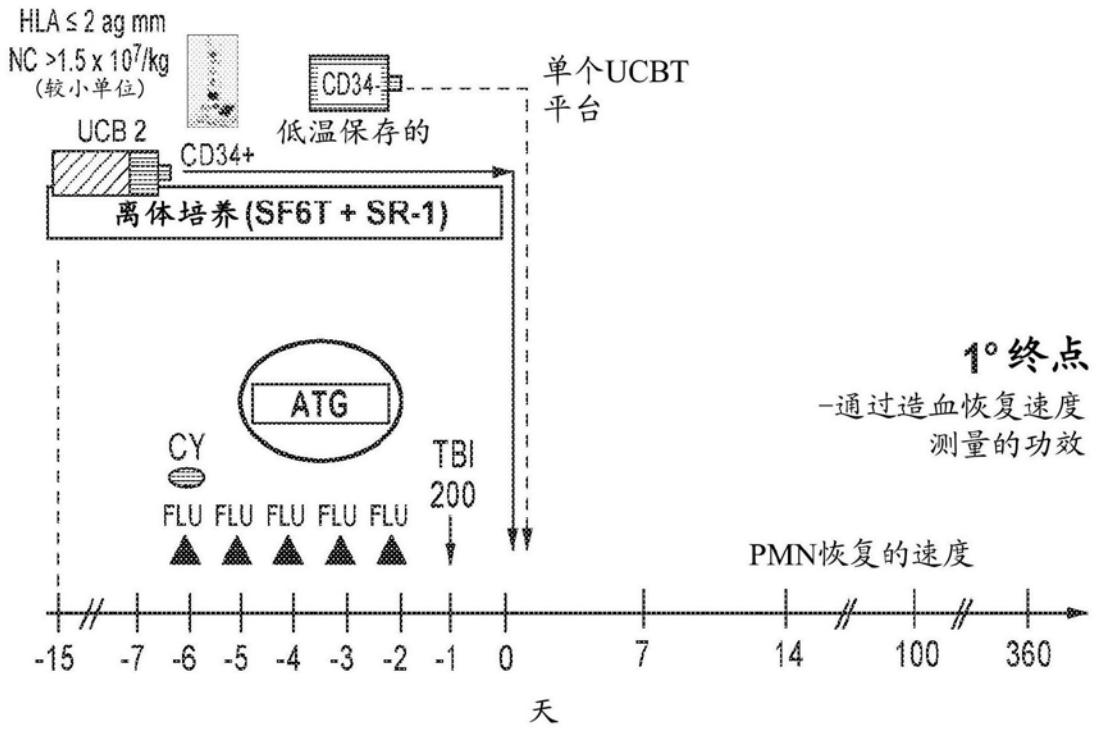 HLA ≤ 2 ag mm
NC >1.5 x 10⁷/kg
(较小单位)
UCB 2
CD34+
CD34-
低温保存的
单个UCBT
平台
离体培养 (SF6T + SR-1)
1° 终点
-通过造血恢复速度
测量的功效
ATG
CY
TBI
200
FLU FLU FLU FLU FLU
PMN恢复的速度
-15 -7 -6 -5 -4 -3 -2 -1 0 7 14 100 360
天